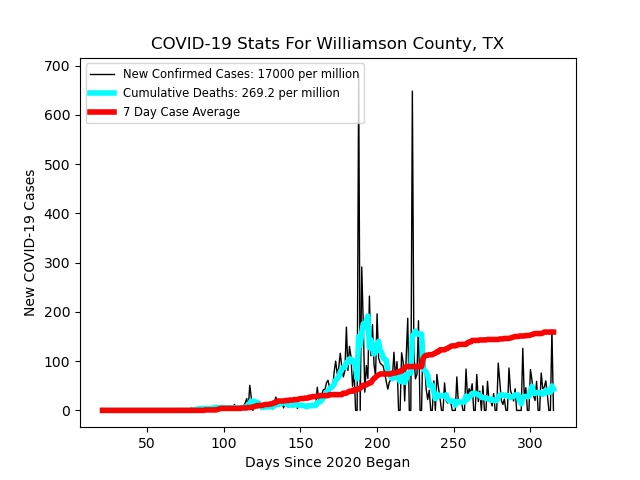 COVID-19 Stats For Williamson County, TX
New Confirmed Cases: 17000 per million
Cumulative Deaths: 269.2 per million
7 Day Case Average
New COVID-19 Cases
700
600
500
400
300
200
100
0
50 100 150 200 250 300
Days Since 2020 Began